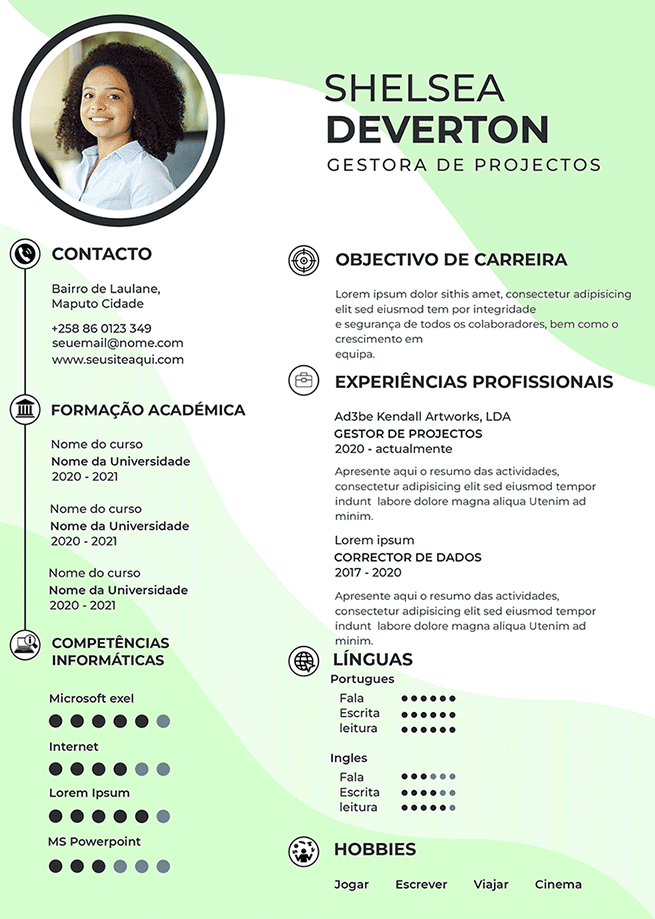 SHELSEA
DEVERTON
GESTORA DE PROJECTOS
CONTACTO
Bairro de Laulane,
Maputo Cidade
+258 86 0123 349
seuemail@nome.com
www.seusiteaqui.com
FORMAÇÃO ACADÉMICA
Nome do curso
Nome da Universidade
2020 - 2021
Nome do curso
Nome da Universidade
2020 - 2021
Nome do curso
Nome da Universidade
2020 - 2021
COMPETÊNCIAS
INFORMÁTICAS
Microsoft exel
Internet
Lorem Ipsum
MS Powerpoint
OBJECTIVO DE CARREIRA
Lorem ipsum dolor sithis amet, consectetur adipisicing
elit sed eiusmod tem por integridade
e segurança de todos os colaboradores, bem como o
crescimento em
equipa.
EXPERIÊNCIAS PROFISSIONAIS
Ad3be Kendall Artworks, LDA
GESTOR DE PROJECTOS
2020 - actualmente
Apresente aqui o resumo das actividades,
consectetur adipisicing elit sed eiusmod tempor
indunt labore dolore magna aliqua Utenim ad
minim.
Lorem ipsum
CORRECTOR DE DADOS
2017 - 2020
Apresente aqui o resumo das actividades,
consectetur adipisicing elit sed eiusmod tempor
indunt labore dolore magna aliqua Utenim ad
minim.
LÍNGUAS
Portugues
Fala
Escrita
leitura
Ingles
Fala
Escrita
leitura
HOBBIES
Jogar Escrever Viajar Cinema